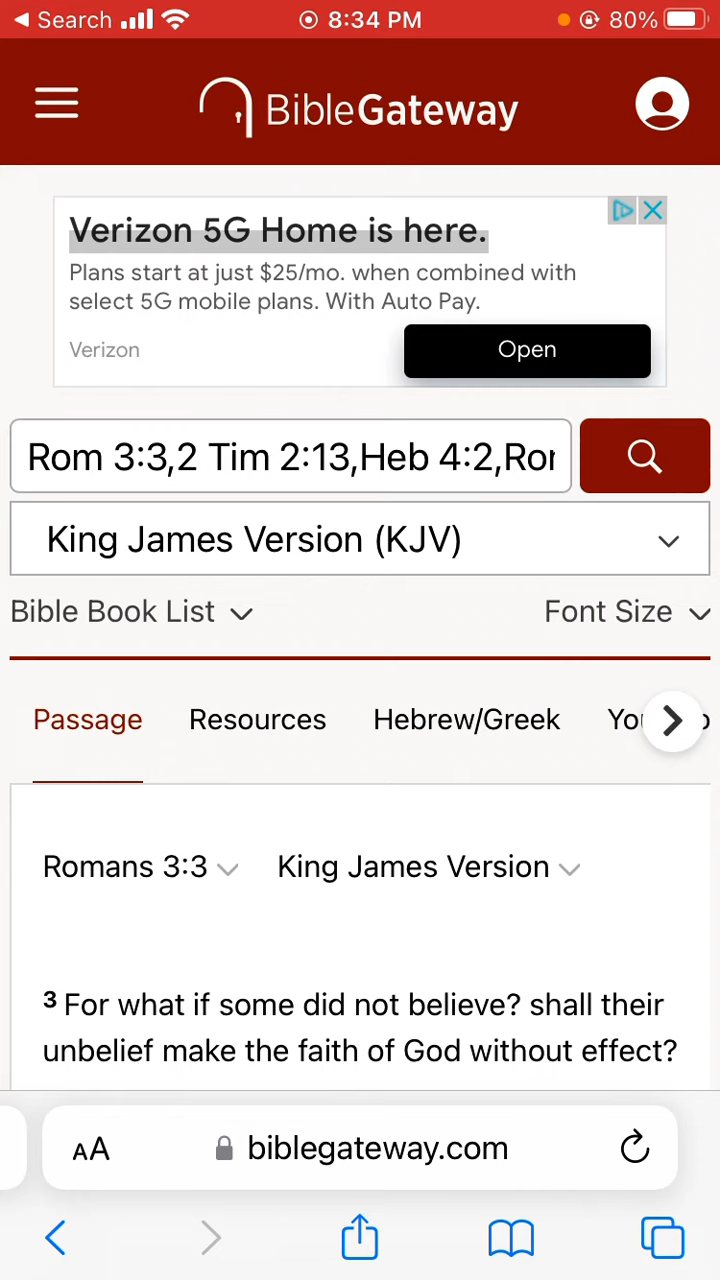 Search 8:34 PM 80%
BibleGateway
Verizon 5G Home is here.
Plans start at just $25/mo. when combined with
select 5G mobile plans. With Auto Pay.
Verizon Open
Rom 3:3,2 Tim 2:13,Heb 4:2,Ror
King James Version (KJV)
Bible Book List Font Size
Passage Resources Hebrew/Greek
Romans 3:3 King James Version
3 For what if some did not believe? shall their
unbelief make the faith of God without effect?
AA biblegateway.com